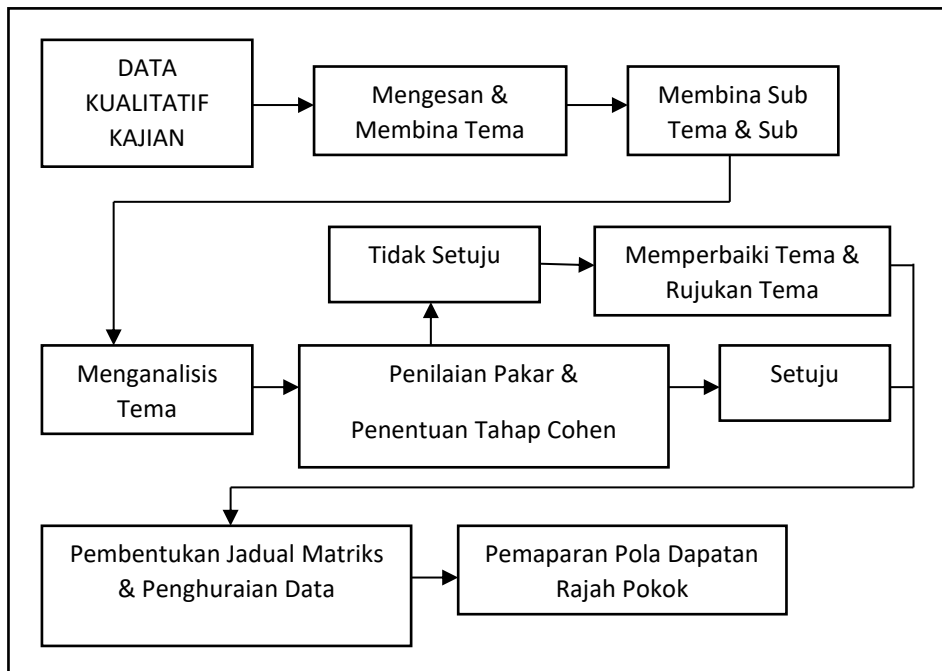 DATA
KUALITATIF
KAJIAN
Mengesan &
Membina Tema
Membina Sub
Tema & Sub
Tidak Setuju
Memperbaiki Tema &
Rujukan Tema
Menganalisis
Tema
Penilaian Pakar &
Penentuan Tahap Cohen
Setuju
Pembentukan Jadual Matriks
& Penghuraian Data
Pemaparan Pola Dapatan
Rajah Pokok